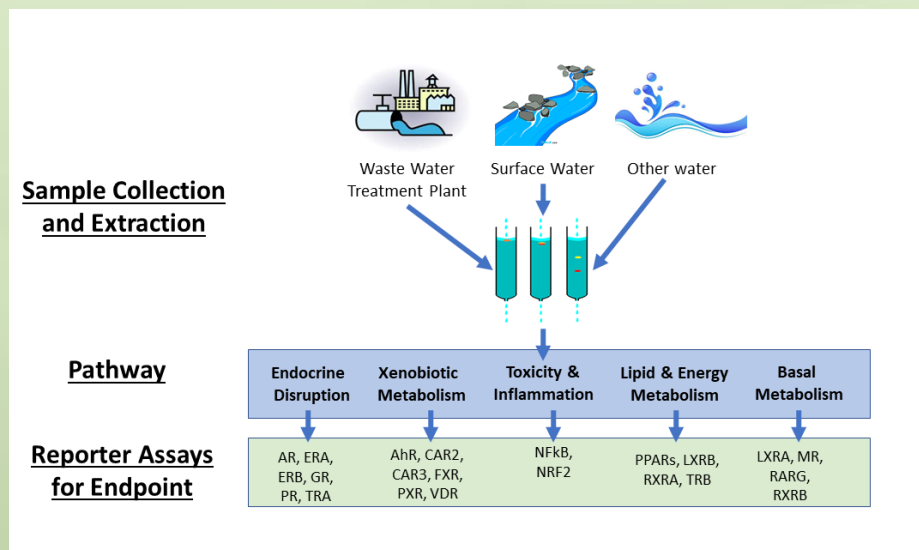 Waste Water
Treatment Plant
Surface Water
Other water
Sample Collection
and Extraction
Pathway
Endocrine
Disruption
Xenobiotic
Metabolism
Toxicity &
Inflammation
Lipid & Energy
Metabolism
Basal
Metabolism
Reporter Assays
for Endpoint
AR, ERA,
ERB, GR,
PR, TRA
AhR, CAR2,
CAR3, FXR,
PXR, VDR
NFkB,
NRF2
PPARs, LXRB,
RXRA, TRB
LXRA, MR,
RARG,
RXRB